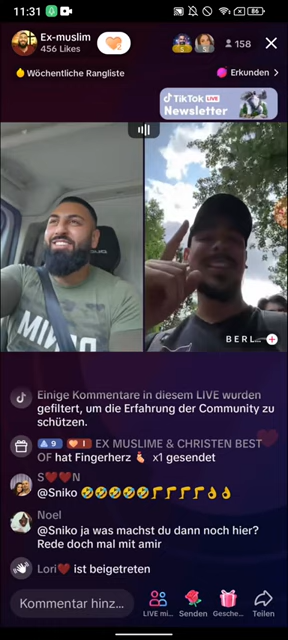 11:31
86
Ex-muslim
456 Likes
158
Wöchentliche Rangliste
Erkunden >
TikTok LIVE
Newsletter
BERL...
Einige Kommentare in diesem LIVE wurden
gefiltert, um die Erfahrung der Community zu
schützen.
9 1 EX MUSLIME & CHRISTEN BEST
OF hat Fingerherz 🫰 x1 gesendet
S❤️❤️N
@Sniko 🤣🤣🤣🤣🤣🇫🇫🇫🇫👌👌
Noel
@Sniko ja was machst du dann noch hier?
Rede doch mal mit amir
Lori❤️ ist beigetreten
Kommentar hinz...
LIVE mi...
Senden
Gesche...
Teilen